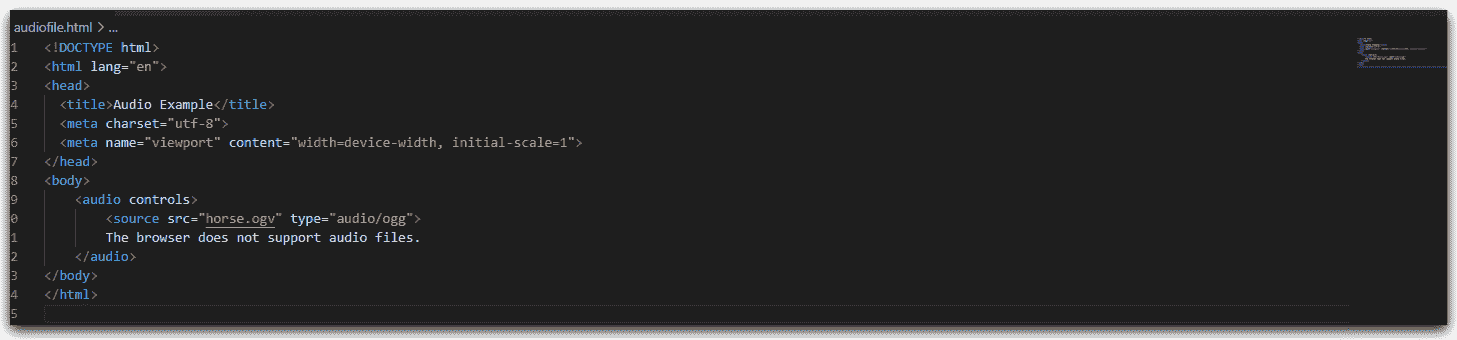 audiofile.html > ...
1 <!DOCTYPE html>
2 <html lang="en">
3 <head>
4 <title>Audio Example</title>
5 <meta charset="utf-8">
6 <meta name="viewport" content="width=device-width, initial-scale=1">
7 </head>
8 <body>
9 <audio controls>
0 <source src="horse.ogv" type="audio/ogg">
1 The browser does not support audio files.
2 </audio>
3 </body>
4 </html>
5